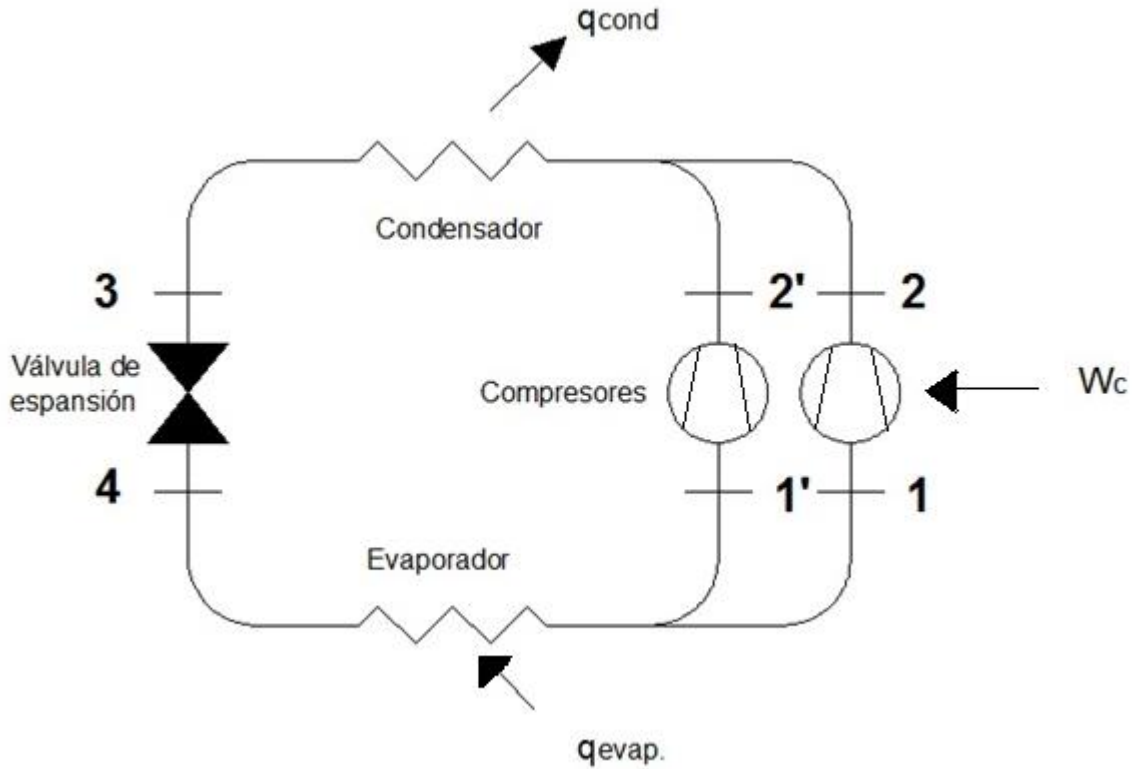 qcond
Condensador
3
2'
2
Válvula de
espansión
Compresores
Wc
4
1'
1
Evaporador
qevap.